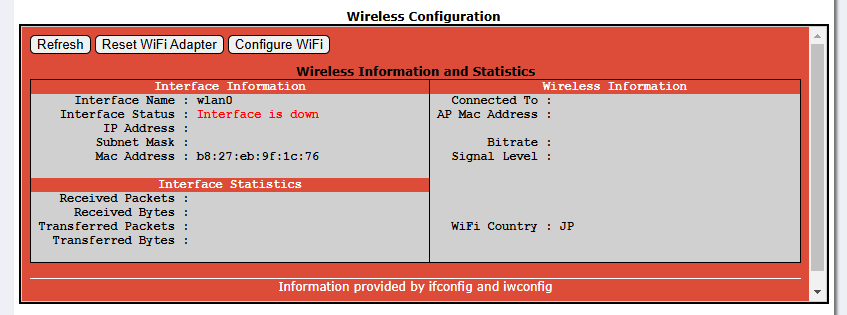 Wireless Configuration
Refresh Reset WiFi Adapter Configure WiFi
Wireless Information and Statistics
Interface Information
Interface Name : wlan0
Interface Status : Interface is down
IP Address :
Subnet Mask :
Mac Address : b8:27:eb:9f:1c:76
Interface Statistics
Received Packets :
Received Bytes :
Transferred Packets :
Transferred Bytes :
Wireless Information
Connected To :
AP Mac Address :
Bitrate :
Signal Level :
WiFi Country : JP
Information provided by ifconfig and iwconfig